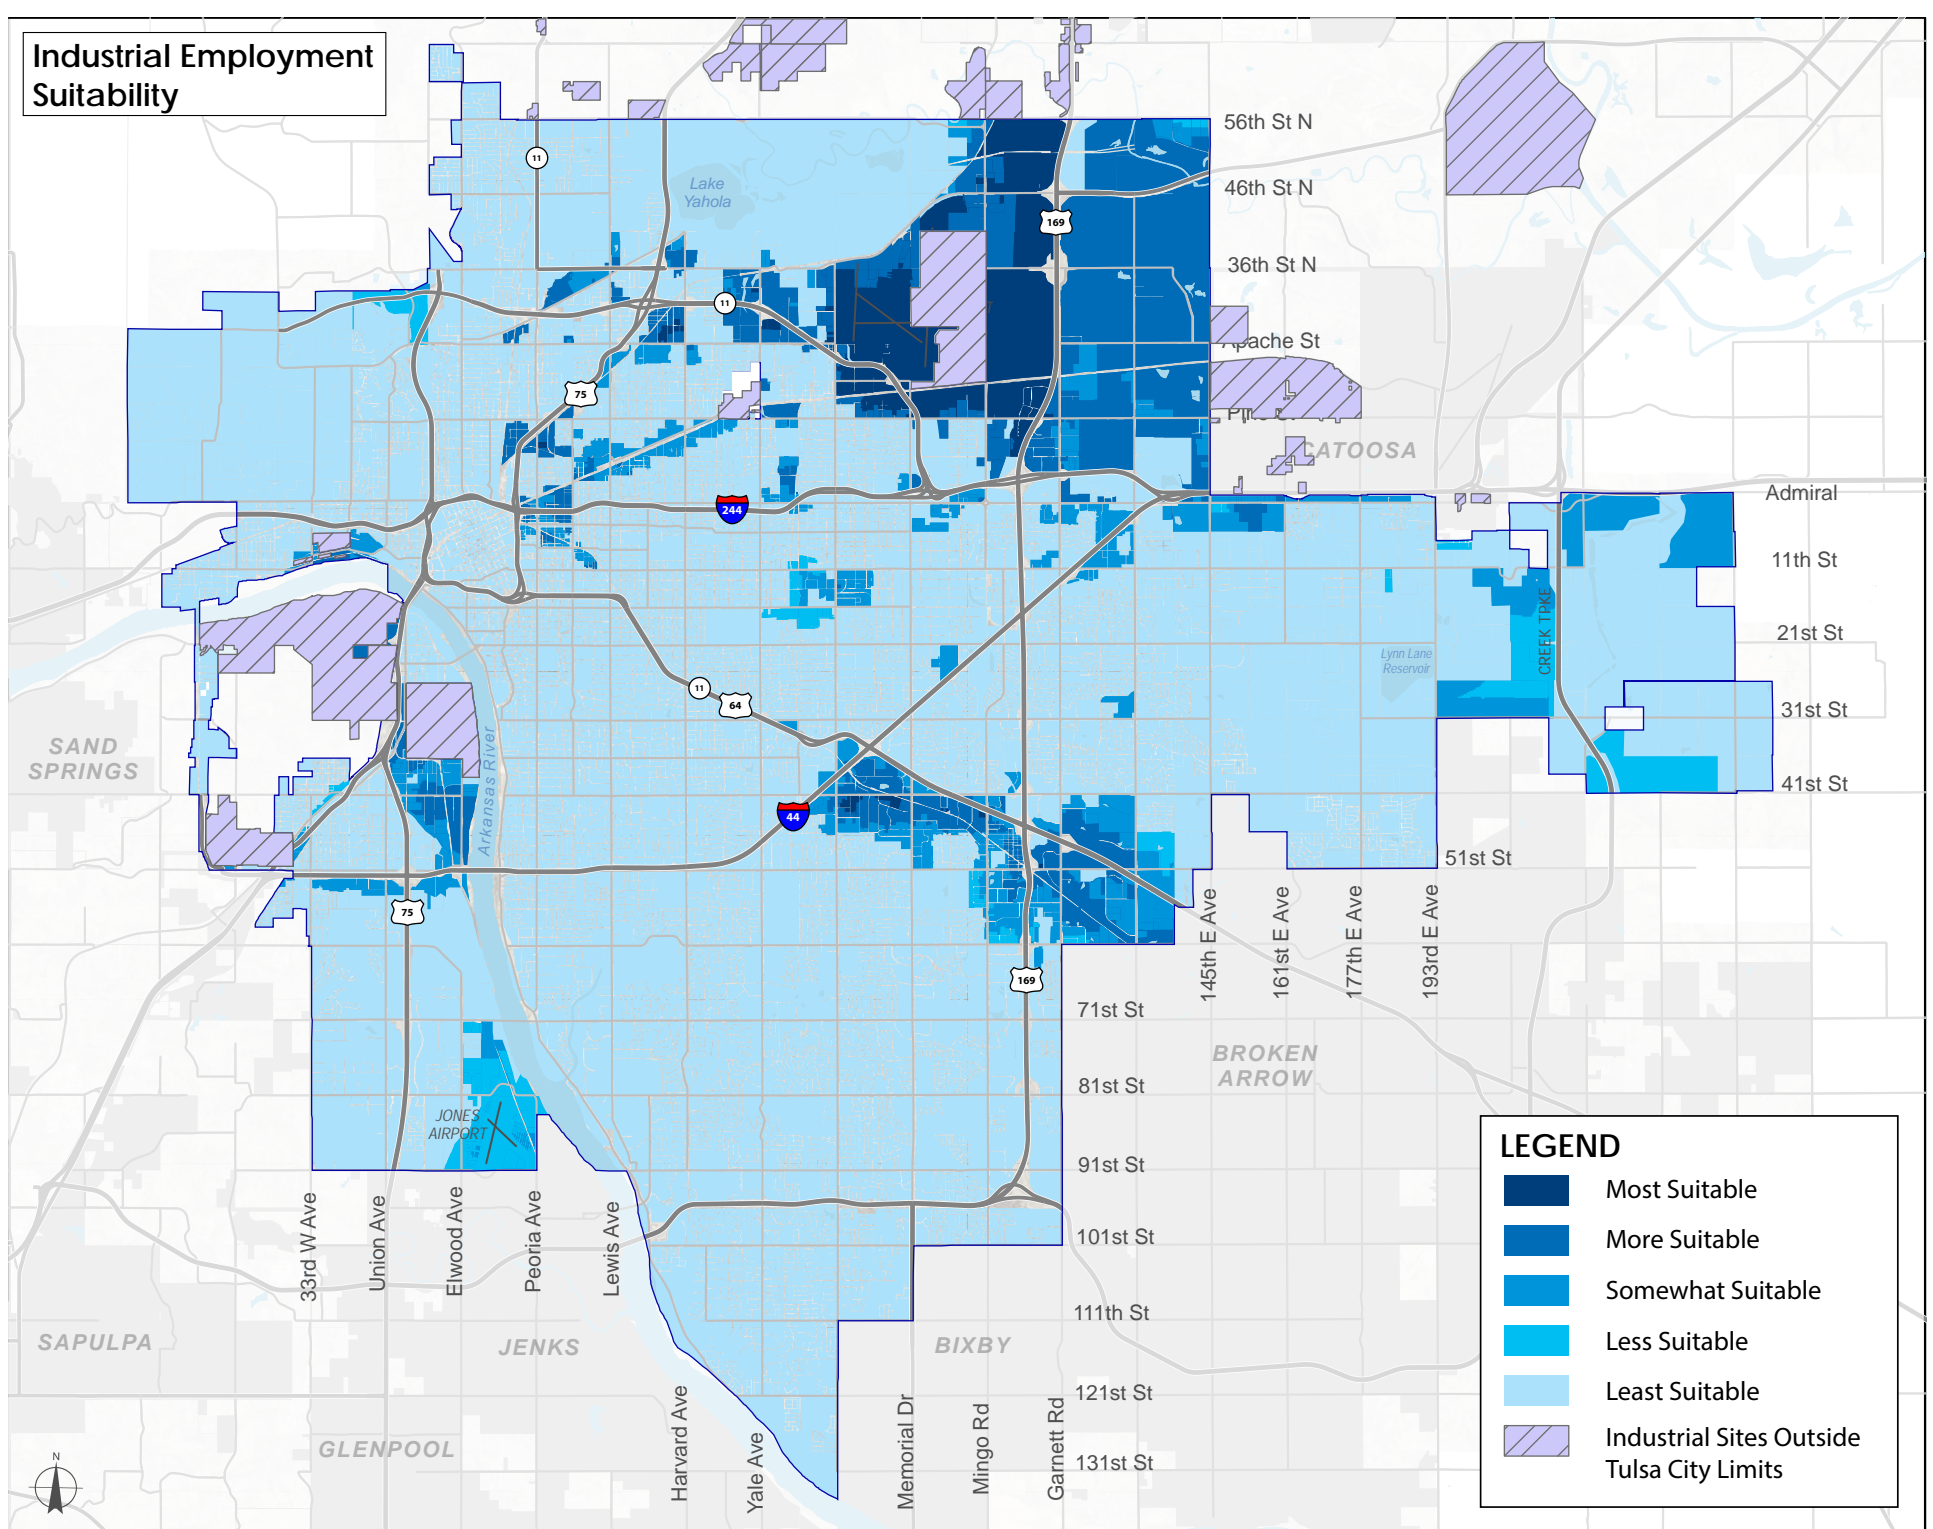 Industrial Employment
Suitability
56th St N
11
Lake
Yahola
46th St N
169
36th St N
11
Apache St
75
CATOOSA
244
Admiral
11th St
CREEK TPKE
21st St
Lynn Lane
Reservoir
11
64
31st St
SAND
SPRINGS
Arkansas River
41st St
44
51st St
75
145th E Ave
161st E Ave
177th E Ave
193rd E Ave
169
71st St
BROKEN
ARROW
81st St
JONES
AIRPORT
91st St
33rd W Ave
Union Ave
Elwood Ave
Peoria Ave
Lewis Ave
101st St
111th St
SAPULPA
JENKS
BIXBY
121st St
Harvard Ave
Yale Ave
Memorial Dr
Mingo Rd
Garnett Rd
GLENPOOL
131st St
N
LEGEND
Most Suitable
More Suitable
Somewhat Suitable
Less Suitable
Least Suitable
Industrial Sites Outside
Tulsa City Limits